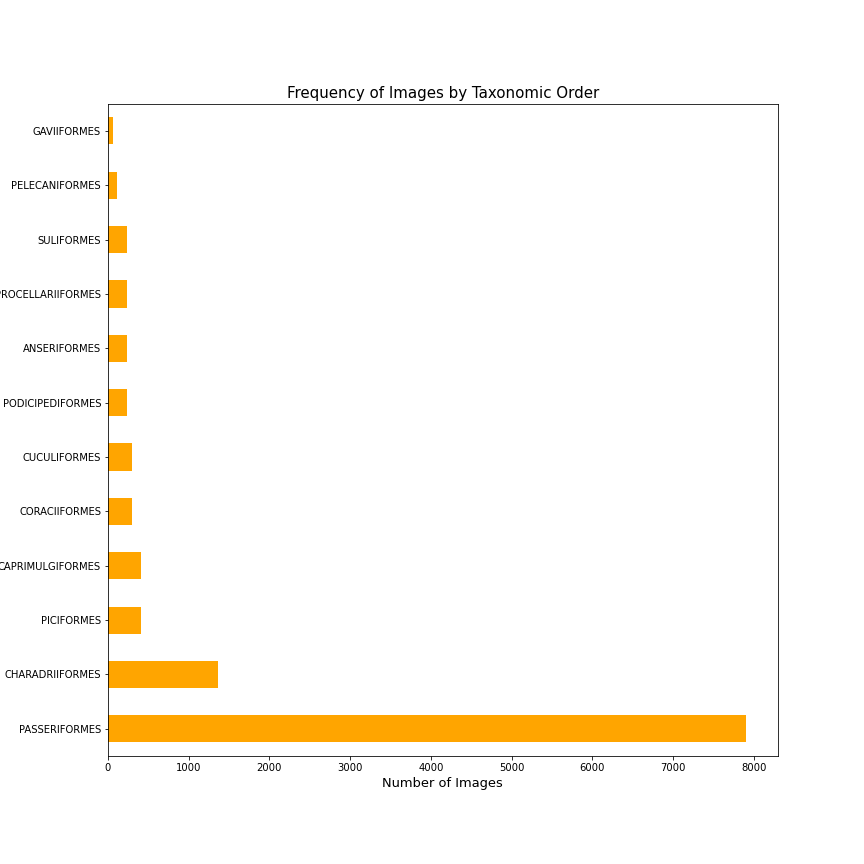 Frequency of Images by Taxonomic Order
GAVIIFORMES
PELECANIFORMES
SULIFORMES
PROCELLARIIFORMES
ANSERIFORMES
PODICIPEDIFORMES
CUCULIFORMES
CORACIIFORMES
CAPRIMULGIFORMES
PICIFORMES
CHARADRIIFORMES
PASSERIFORMES
0 1000 2000 3000 4000 5000 6000 7000 8000
Number of Images